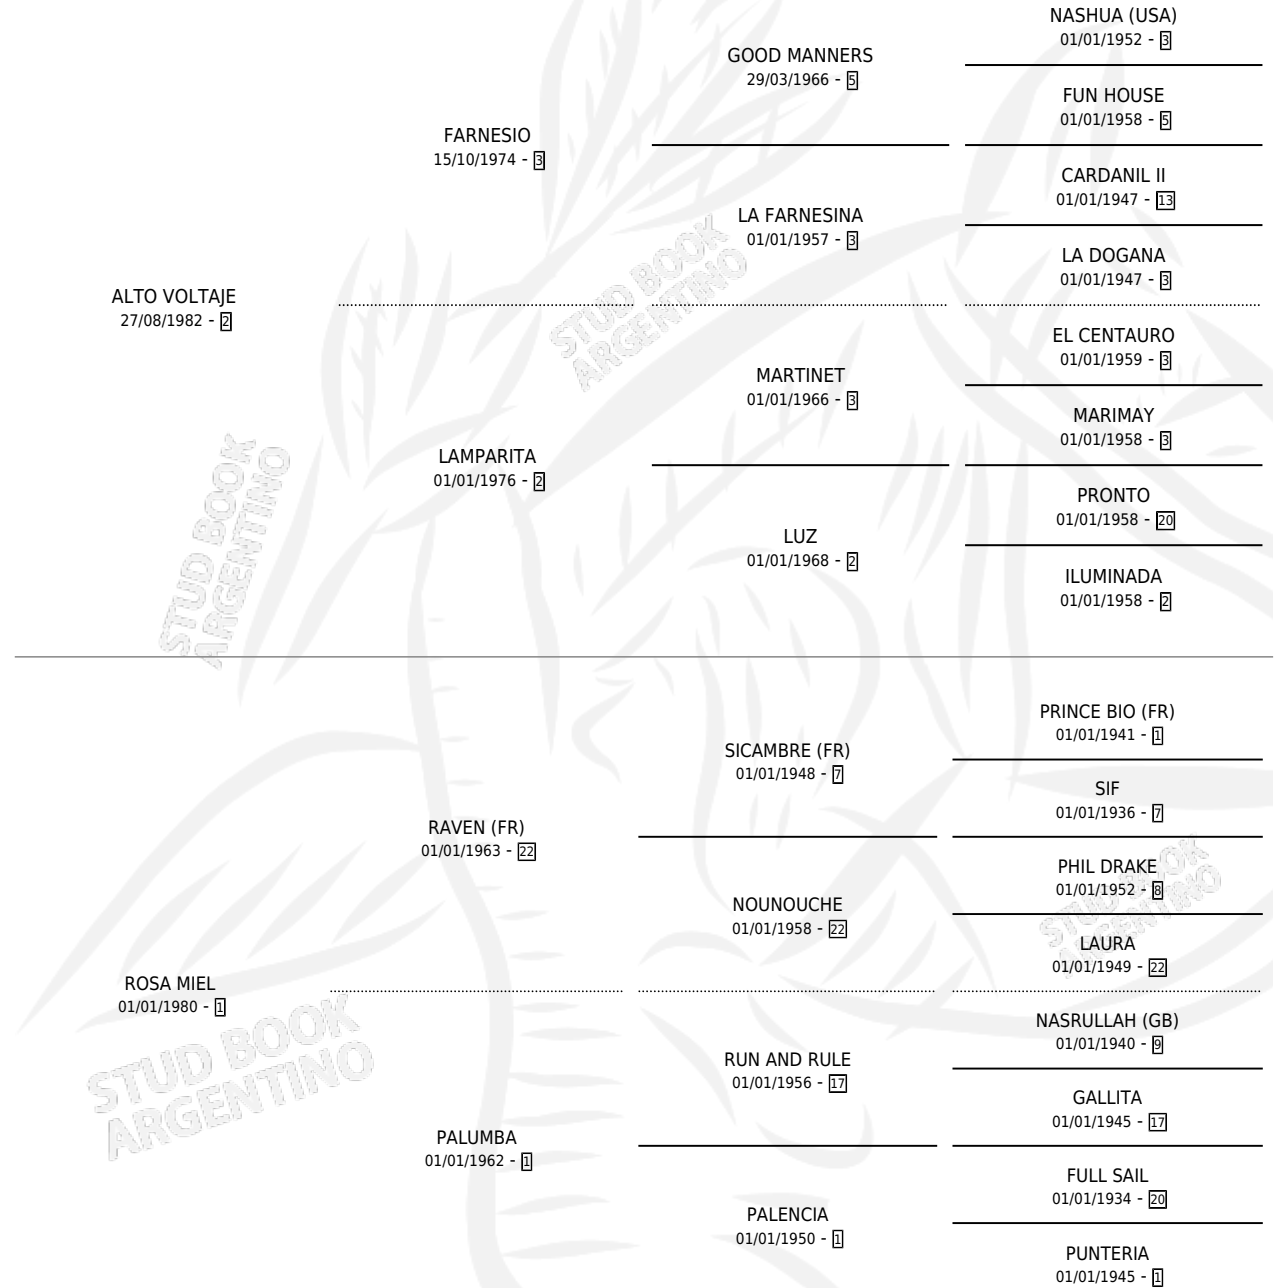 NASHUA (USA)
01/01/1952 - 3
GOOD MANNERS
29/03/1966 - 5
FUN HOUSE
01/01/1958 - 5
FARNESIO
15/10/1974 - 3
CARDANIL II
01/01/1947 - 13
LA FARNESINA
01/01/1957 - 3
LA DOGANA
01/01/1947 - 3
ALTO VOLTAJE
27/08/1982 - 2
EL CENTAURO
01/01/1959 - 3
MARTINET
01/01/1966 - 3
MARIMAY
01/01/1958 - 3
LAMPARITA
01/01/1976 - 2
PRONTO
01/01/1958 - 20
LUZ
01/01/1968 - 2
ILUMINADA
01/01/1958 - 2
PRINCE BIO (FR)
01/01/1941 - 1
SICAMBRE (FR)
01/01/1948 - 7
SIF
01/01/1936 - 7
RAVEN (FR)
01/01/1963 - 22
PHIL DRAKE
01/01/1952 - 8
NOUNOUCHE
01/01/1958 - 22
LAURA
01/01/1949 - 22
ROSA MIEL
01/01/1980 - 1
NASRULLAH (GB)
01/01/1940 - 9
RUN AND RULE
01/01/1956 - 17
GALLITA
01/01/1945 - 17
PALUMBA
01/01/1962 - 1
FULL SAIL
01/01/1934 - 20
PALENCIA
01/01/1950 - 1
PUNTERIA
01/01/1945 - 1
STUD BOOK
ARGENTINO
STUD BOOK
ARGENTINO
STUD BOOK
ARGENTINO
STUD BOOK
ARGENTINO